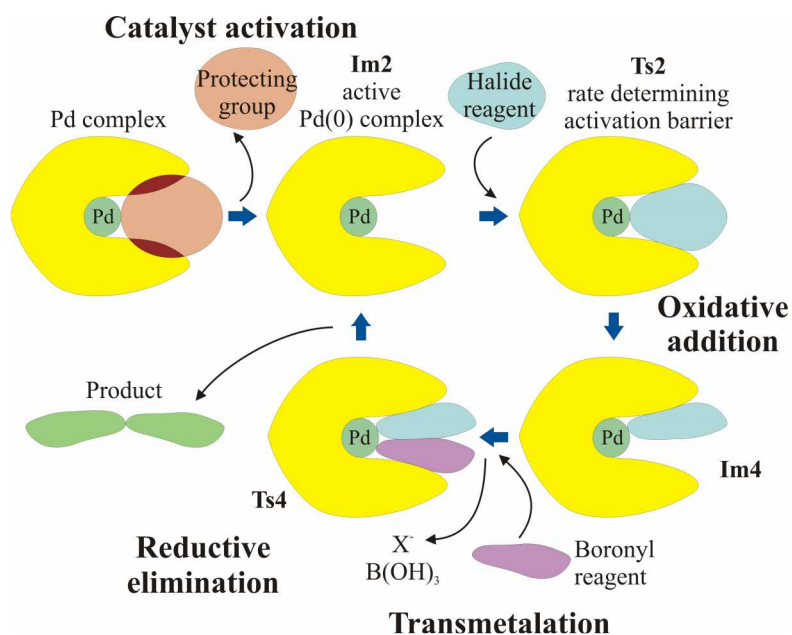 Catalyst activation
Protecting
group
Im2
active
Pd(0) complex
Halide
reagent
Ts2
rate determining
activation barrier
Pd complex
Pd
Pd
Pd
Oxidative
addition
Product
Pd
Pd
Im4
Ts4
Reductive
elimination
X⁻
B(OH)₃
Boronyl
reagent
Transmetalation